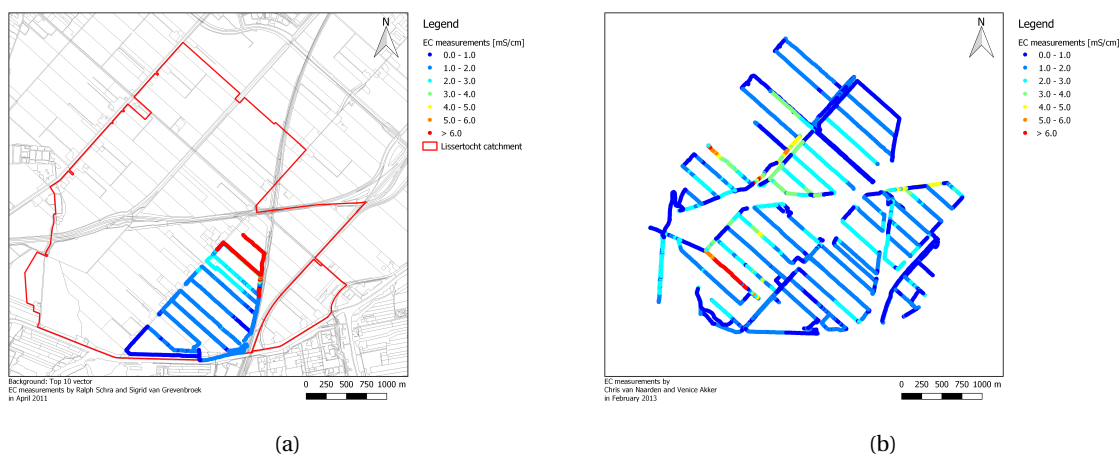 N
Legend
EC measurements [mS/cm]
0.0 - 1.0
1.0 - 2.0
2.0 - 3.0
3.0 - 4.0
4.0 - 5.0
5.0 - 6.0
> 6.0
Lissertocht catchment
Background: Top 10 vector
EC measurements by Ralph Schra and Sigrid van Grevenbroek
in April 2011
0 250 500 750 1000 m
(a)
N
Legend
EC measurements [mS/cm]
0.0 - 1.0
1.0 - 2.0
2.0 - 3.0
3.0 - 4.0
4.0 - 5.0
5.0 - 6.0
> 6.0
EC measurements by
Chris van Naarden and Venice Akker
in February 2013
0 250 500 750 1000 m
(b)